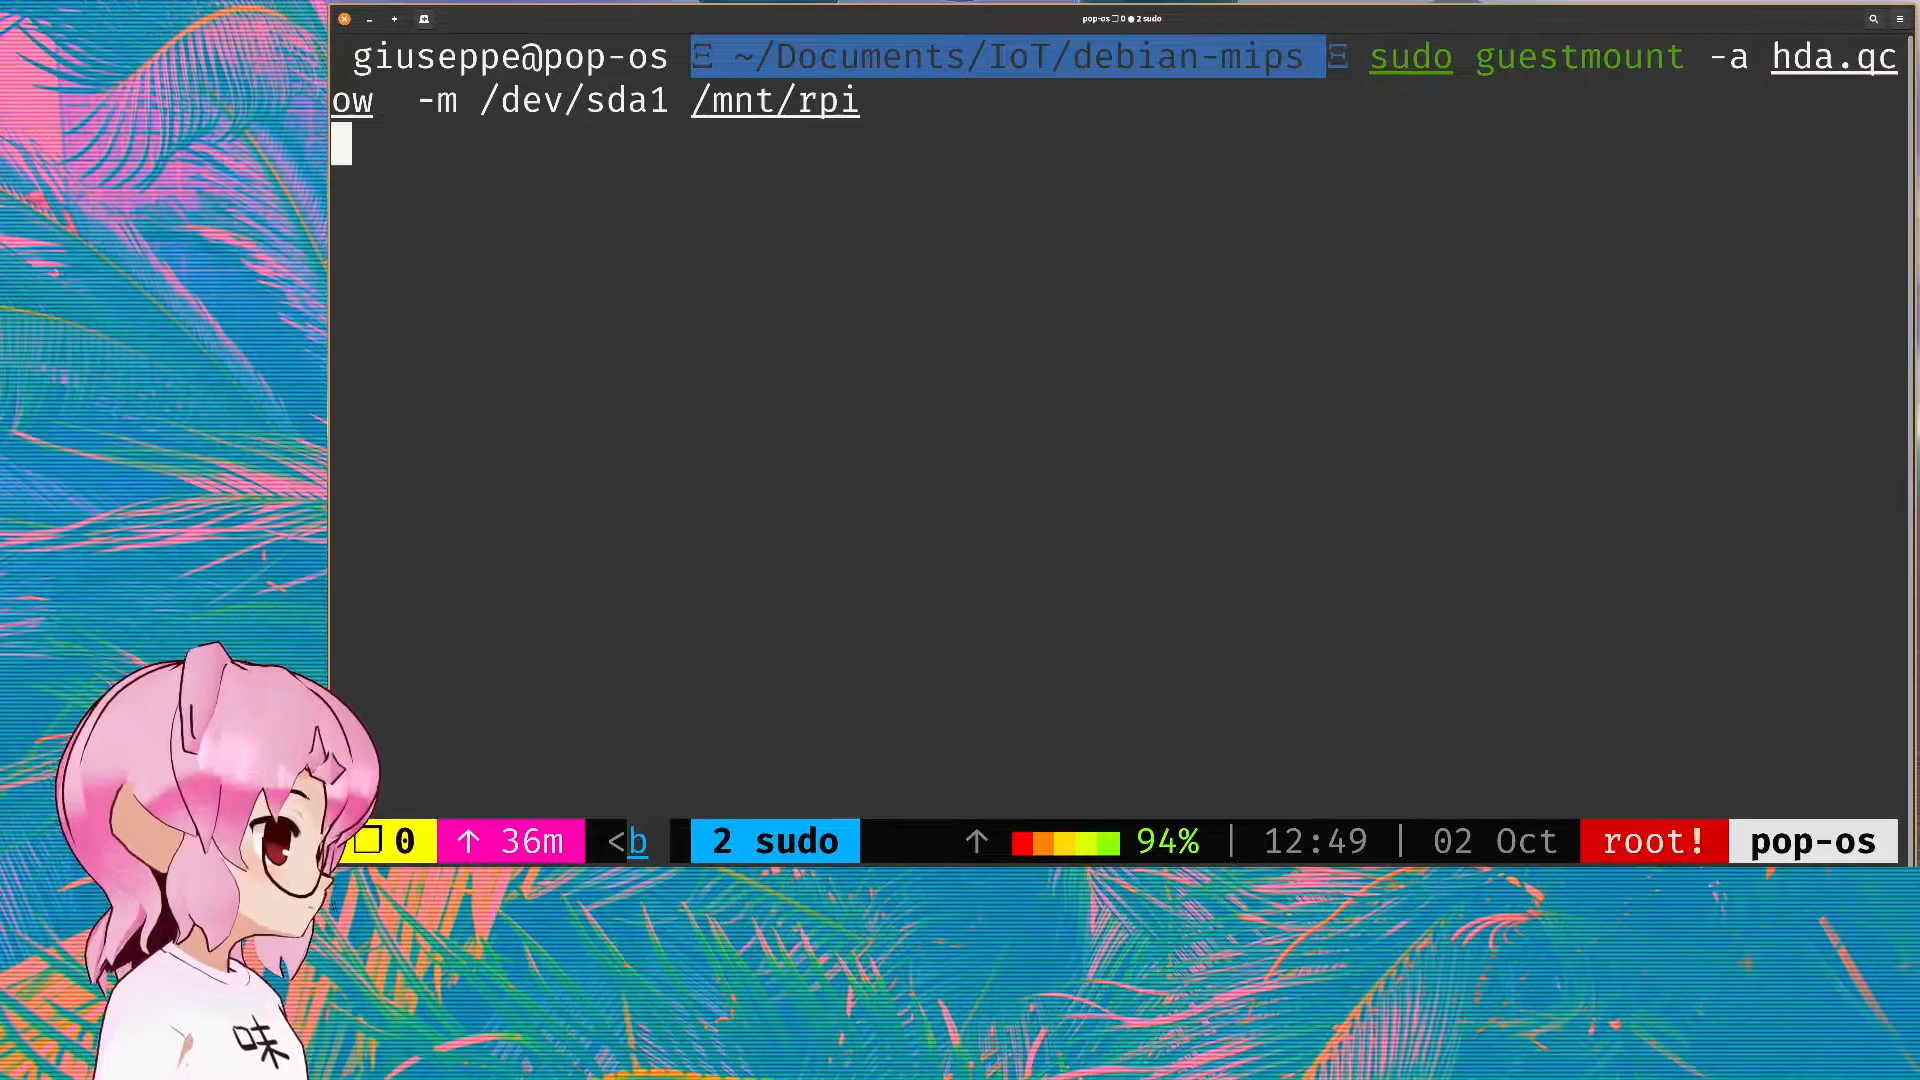 pop-os ❐ 0 ● 2 sudo
giuseppe@pop-os Ξ ~/Documents/IoT/debian-mips Ξ sudo guestmount -a hda.qc
ow  -m /dev/sda1 /mnt/rpi
❐ 0 ↑ 36m <b 2 sudo ↑ 94% | 12:49 | 02 Oct root! pop-os
味